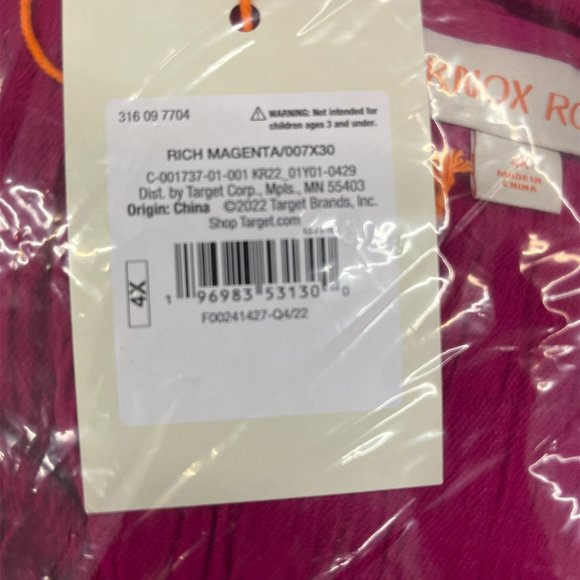 316 09 7704
WARNING: Not intended for
children ages 3 and under.
RICH MAGENTA/007X30
C-001737-01-001 KR22_01Y01-0429
Dist. by Target Corp., Mpls., MN 55403
Origin: China ©2022 Target Brands, Inc.
Shop Target.com
4X
1 96983 53130 0
F00241427-Q4/22
KNOX RO
4X
MADE IN
CHINA